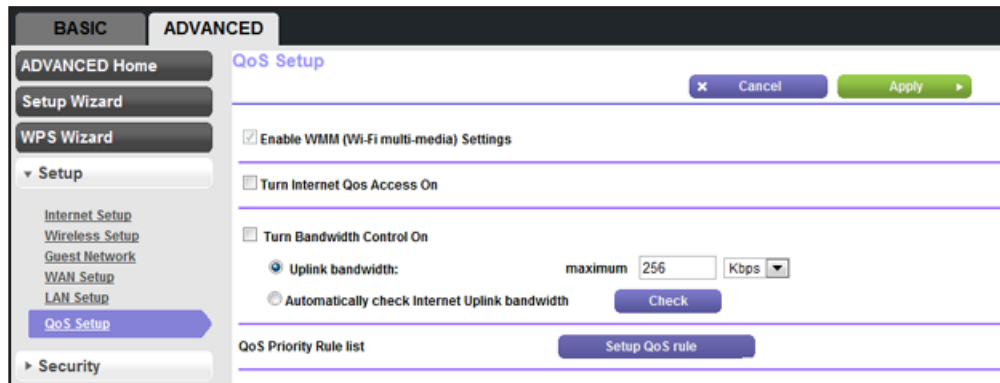 BASIC ADVANCED
ADVANCED Home
Setup Wizard
WPS Wizard
Setup
Internet Setup
Wireless Setup
Guest Network
WAN Setup
LAN Setup
QoS Setup
Security
QoS Setup
Cancel Apply
Enable WMM (Wi-Fi multi-media) Settings
Turn Internet Qos Access On
Turn Bandwidth Control On
Uplink bandwidth: maximum 256 Kbps
Automatically check Internet Uplink bandwidth Check
QoS Priority Rule list Setup QoS rule